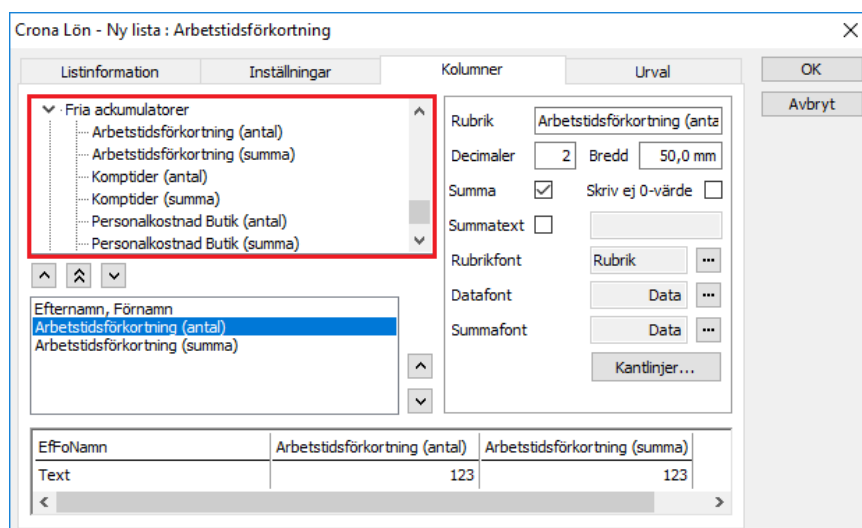 Crona Lön - Ny lista : Arbetstidsförkortning
Listinformation Inställningar Kolumner Urval
OK
Avbryt
Fria ackumulatorer
Arbetstidsförkortning (antal)
Arbetstidsförkortning (summa)
Komptider (antal)
Komptider (summa)
Personalkostnad Butik (antal)
Personalkostnad Butik (summa)
Efternamn, Förnamn
Arbetstidsförkortning (antal)
Arbetstidsförkortning (summa)
Rubrik Arbetstidsförkortning (anta
Decimaler 2 Bredd 50,0 mm
Summa Skriv ej 0-värde
Summatext
Rubrikfont Rubrik ...
Datafont Data ...
Summafont Data ...
Kantlinjer...
EfFoNamn Arbetstidsförkortning (antal) Arbetstidsförkortning (summa)
Text 123 123